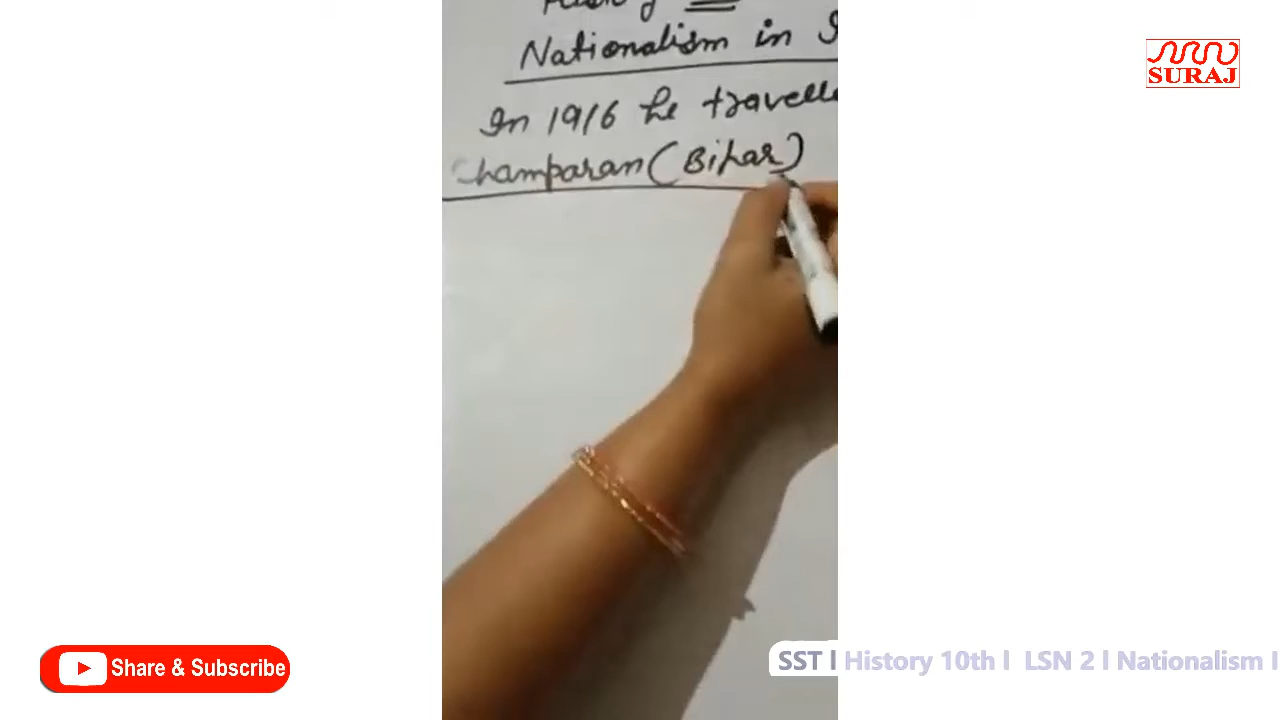 Nationalism in
In 1916 he travelle
Champaran (Bihar)
SURAJ
Share & Subscribe
SST l History 10th l LSN 2 l Nationalism I